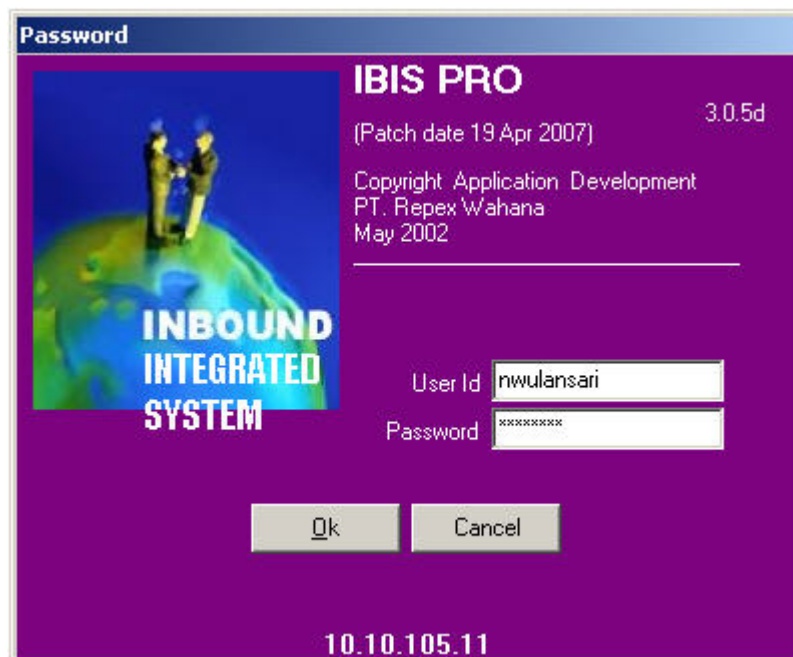 Password
IBIS PRO
3.0.5d
(Patch date 19 Apr 2007)
Copyright Application Development
PT. Repex Wahana
May 2002
INBOUND
INTEGRATED
SYSTEM
User Id nwulansari
Password ********
Ok Cancel
10.10.105.11